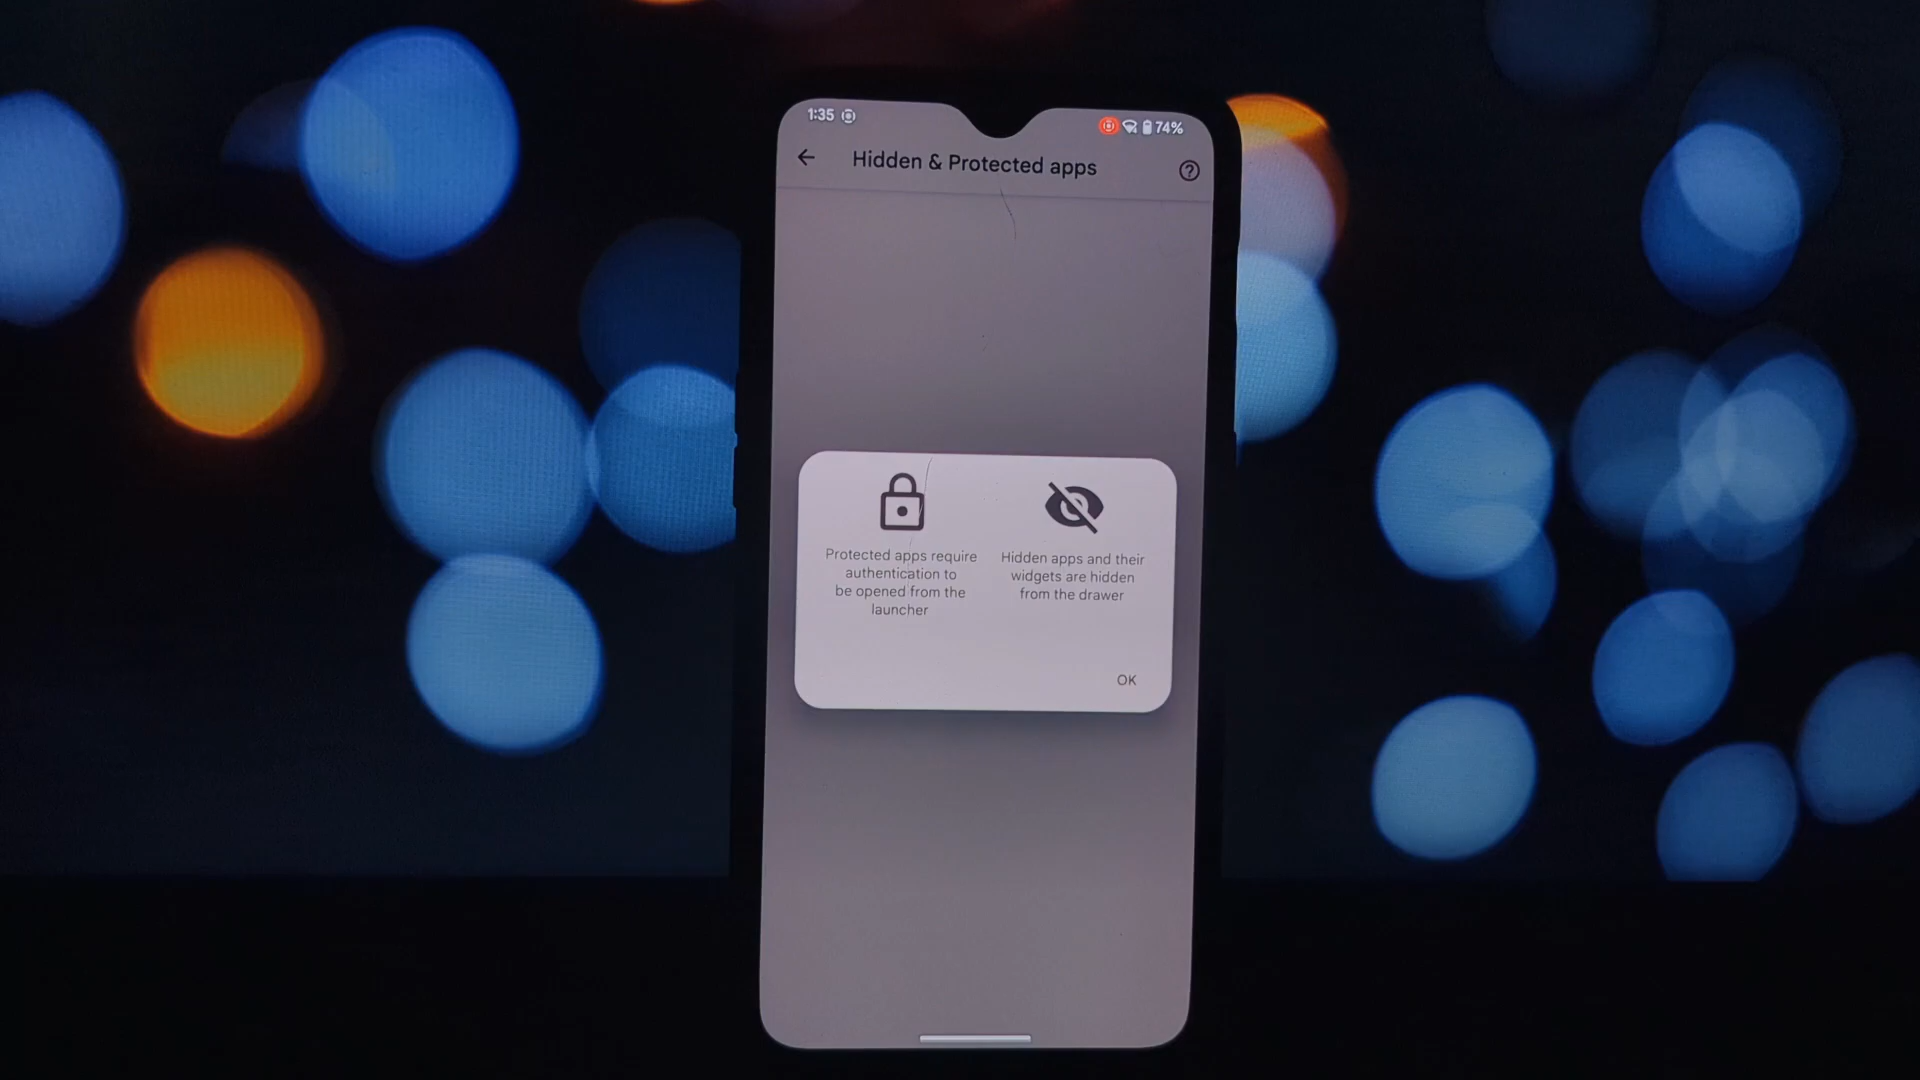 1:35
74%
Hidden & Protected apps
Protected apps require
authentication to
be opened from the
launcher
Hidden apps and their
widgets are hidden
from the drawer
OK